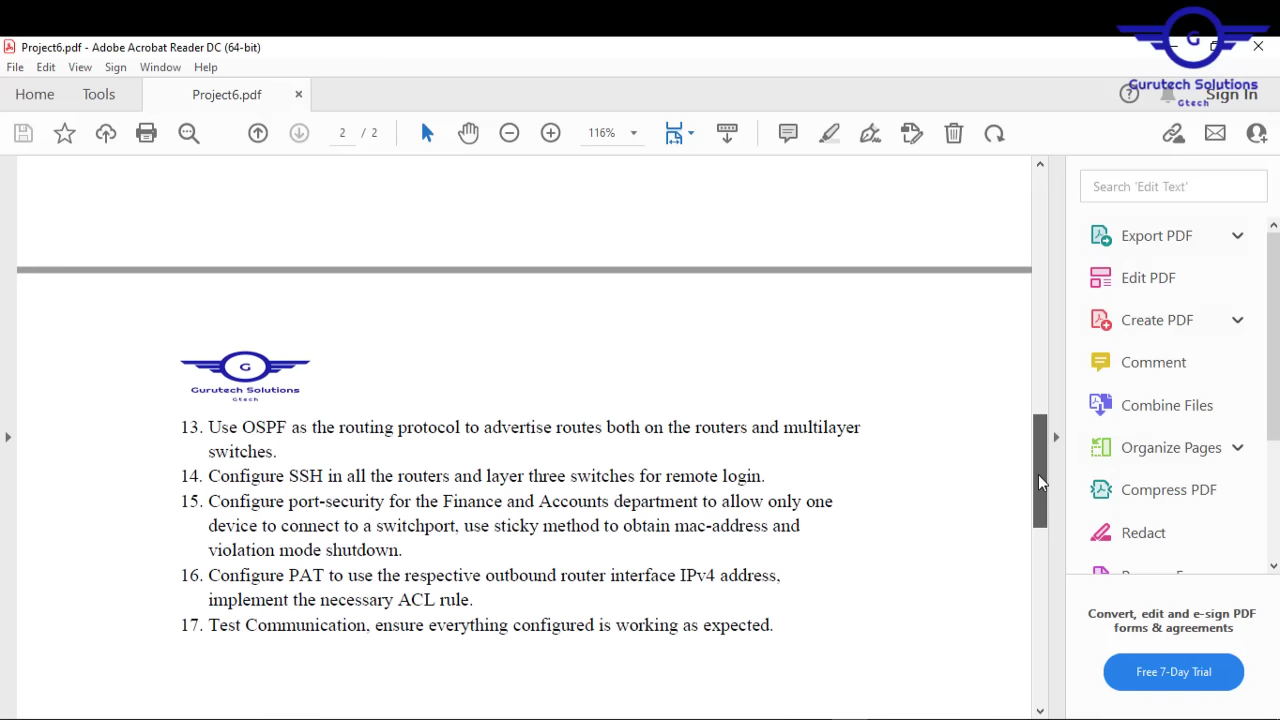 Project6.pdf - Adobe Acrobat Reader DC (64-bit)
G
Gurutech Solutions
Gtech
File Edit View Sign Window Help
Home Tools Project6.pdf × ? Sign In
2 / 2 116%
Search 'Edit Text'
Export PDF
Edit PDF
Create PDF
Comment
Combine Files
Organize Pages
Compress PDF
Redact
G
Gurutech Solutions
Gtech
13. Use OSPF as the routing protocol to advertise routes both on the routers and multilayer
switches.
14. Configure SSH in all the routers and layer three switches for remote login.
15. Configure port-security for the Finance and Accounts department to allow only one
device to connect to a switchport, use sticky method to obtain mac-address and
violation mode shutdown.
16. Configure PAT to use the respective outbound router interface IPv4 address,
implement the necessary ACL rule.
17. Test Communication, ensure everything configured is working as expected.
Convert, edit and e-sign PDF
forms & agreements
Free 7-Day Trial